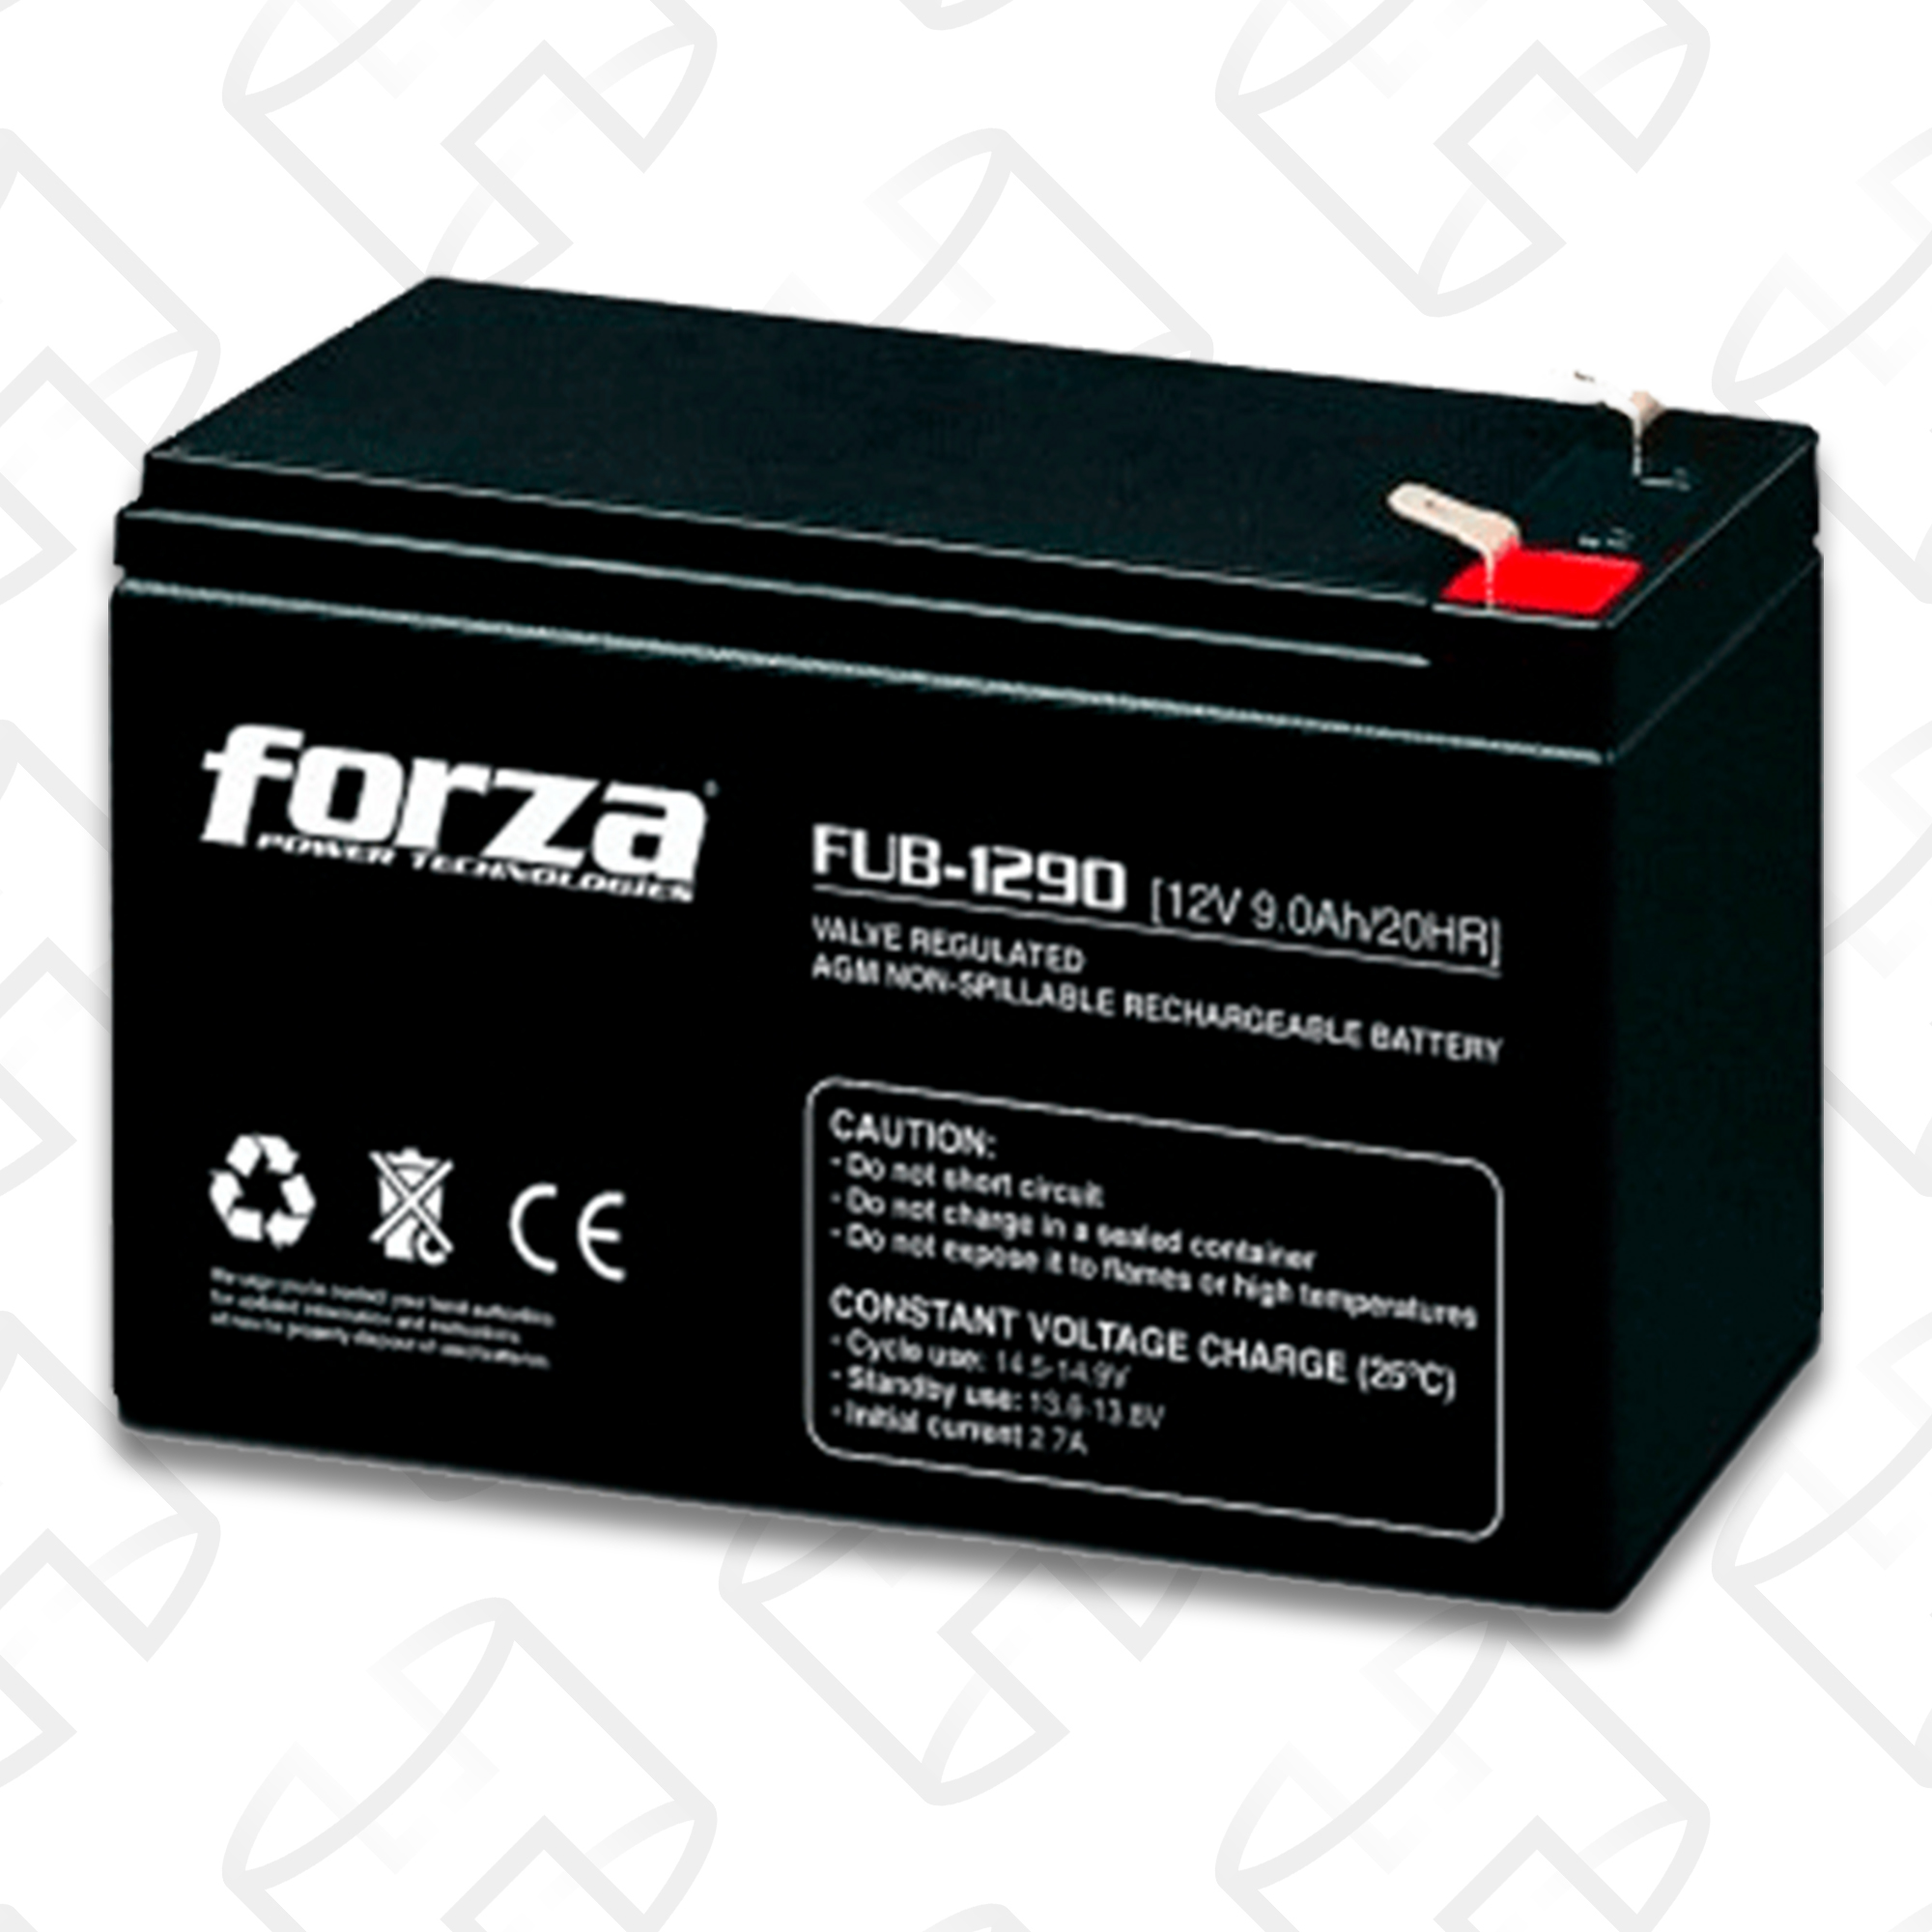 forza®
POWER TECHNOLOGIES
FUB-1290 [12V 9.0Ah/20HR]
VALVE REGULATED
AGM NON-SPILLABLE RECHARGEABLE BATTERY
CAUTION:
· Do not short circuit
· Do not charge in a sealed container
· Do not expose it to flames or high temperatures
CONSTANT VOLTAGE CHARGE (25ºC)
· Cycle use: 14.5-14.9V
· Standby use: 13.6-13.8V
· Initial current 2.7A
CE